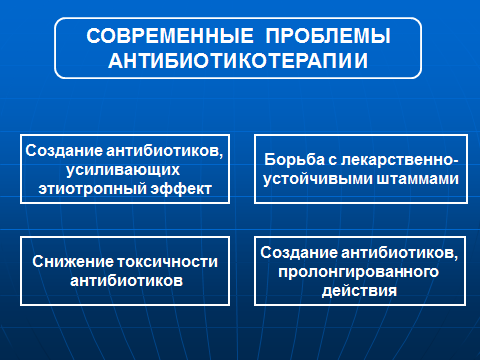 СОВРЕМЕННЫЕ ПРОБЛЕМЫ
АНТИБИОТИКОТЕРАПИИ
Создание антибиотиков,
усиливающих
этиотропный эффект
Борьба с лекарственно-
устойчивыми штаммами
Снижение токсичности
антибиотиков
Создание антибиотиков,
пролонгированного
действия